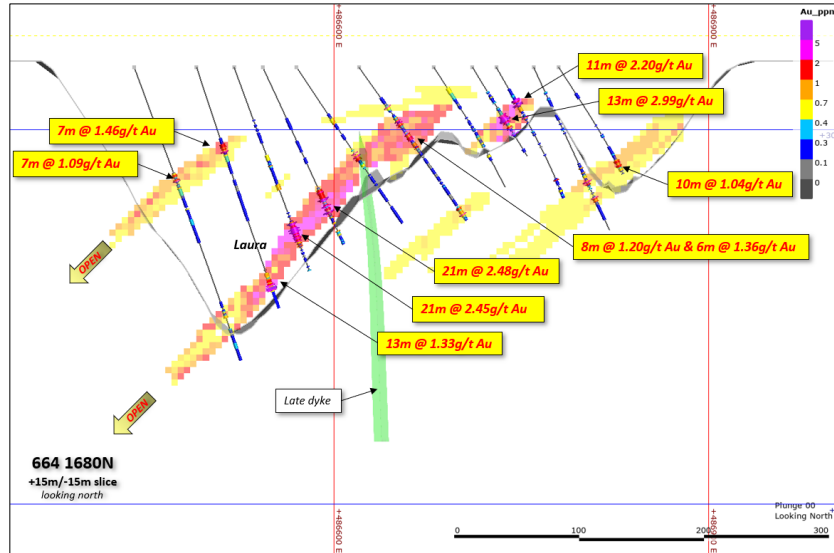 +486600 E
+486900 E
Au_ppm
5
2
1
0.7
0.4
0.3
0.1
0
11m @ 2.20g/t Au
13m @ 2.99g/t Au
7m @ 1.46g/t Au
7m @ 1.09g/t Au
+30
10m @ 1.04g/t Au
Laura
8m @ 1.20g/t Au & 6m @ 1.36g/t Au
OPEN
21m @ 2.48g/t Au
21m @ 2.45g/t Au
13m @ 1.33g/t Au
Late dyke
OPEN
664 1680N
+15m/-15m slice
looking north
Plunge 00
Looking North
0
100
200
300